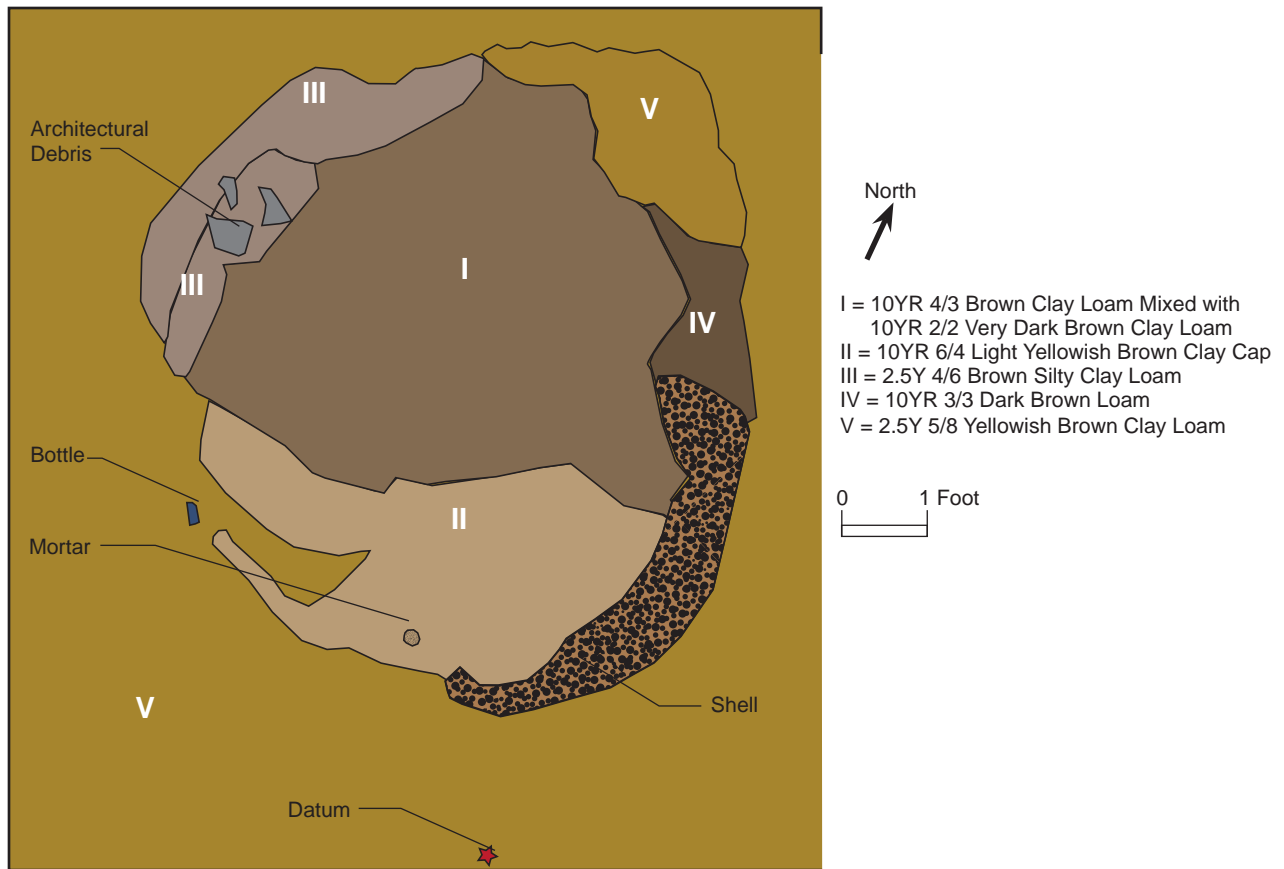 III
V
Architectural
Debris
North
I
III
I = 10YR 4/3 Brown Clay Loam Mixed with
10YR 2/2 Very Dark Brown Clay Loam
IV
II = 10YR 6/4 Light Yellowish Brown Clay Cap
III = 2.5Y 4/6 Brown Silty Clay Loam
IV = 10YR 3/3 Dark Brown Loam
V = 2.5Y 5/8 Yellowish Brown Clay Loam
Bottle
0 1 Foot
II
Mortar
V
Shell
Datum